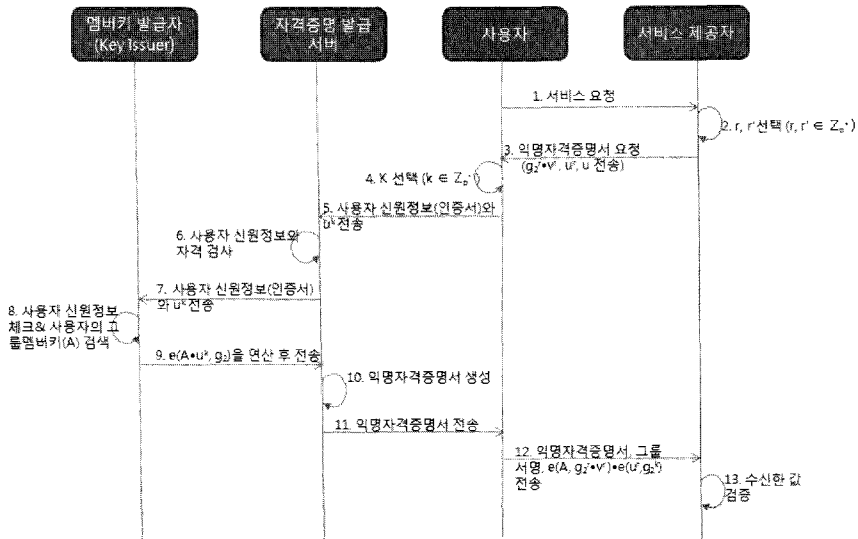 멤버키 발급자
(Key Issuer)
자격증명 발급
서버
사용자
서비스 제공자
1. 서비스 요청
2. r, r' 선택 (r, r' ∈ Zₚ*)
3. 익명자격증명서 요청
전송)
4. K 선택 (k ∈ Zₚ*)
5. 사용자 신원정보(인증서)와
uᵏ 전송
6. 사용자 신원정보와
자격 검사
7. 사용자 신원정보(인증서)
와 uᵏ 전송
8. 사용자 신원정보
체크& 사용자의 그
룹멤버키(A) 검색
9. e(A•uᵏ, g₂)을 연산 후 전송
10. 익명자격증명서 생성
11. 익명자격증명서 전송
12. 익명자격증명서, 그룹
서명,
전송
13. 수신한 값
검증